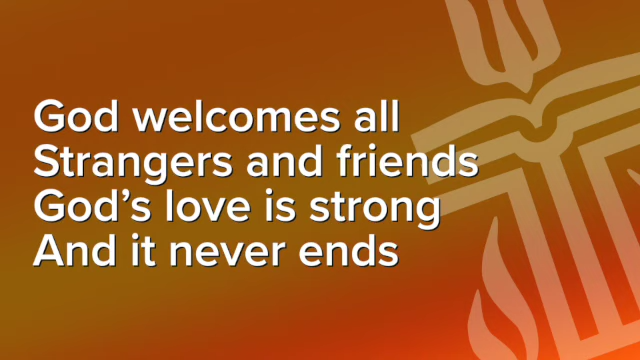 God welcomes all
Strangers and friends
God’s love is strong
And it never ends